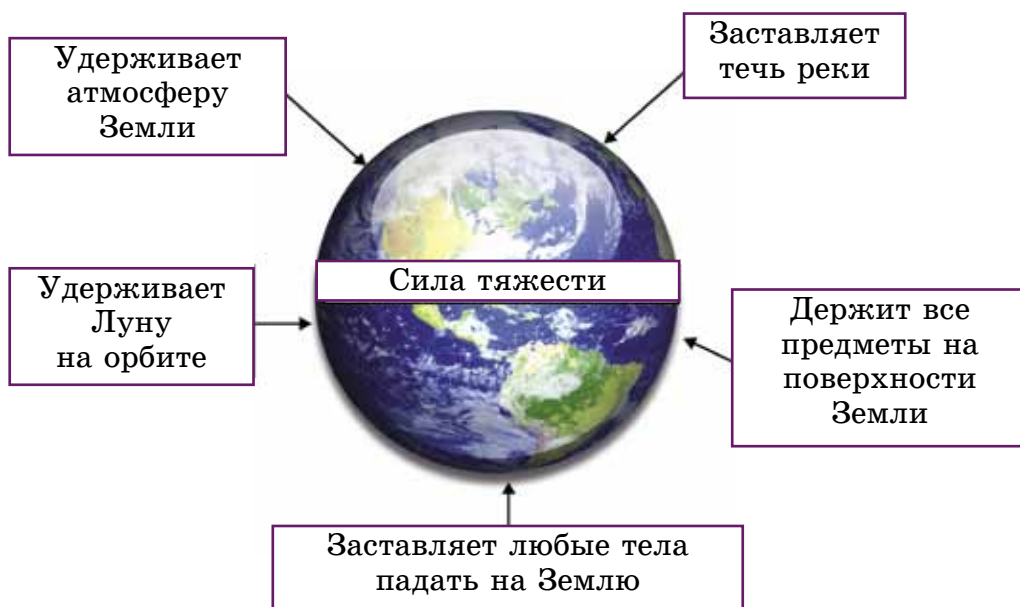 Удерживает
атмосферу
Земли
Заставляет
течь реки
Сила тяжести
Удерживает
Луну
на орбите
Держит все
предметы на
поверхности
Земли
Заставляет любые тела
падать на Землю